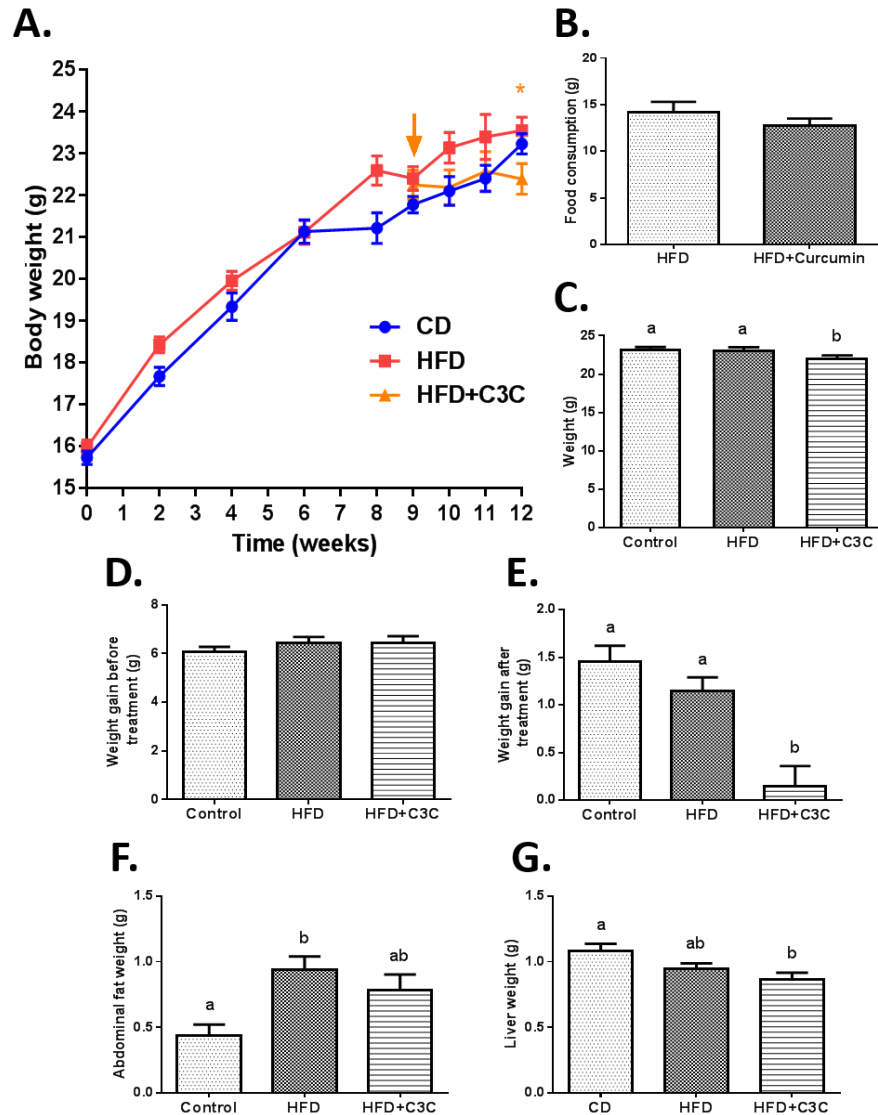 A.
Body weight (g)
25
24
23
22
21
20
19
18
17
16
15
*
CD
HFD
HFD+C3C
0 1 2 3 4 5 6 7 8 9 10 11 12
Time (weeks)
B.
Food consumption (g)
20
15
10
5
0
HFD HFD+Curcumin
C.
Weight (g)
25
20
15
10
5
0
a a b
Control HFD HFD+C3C
D.
Weight gain before
treatment (g)
8
6
4
2
0
Control HFD HFD+C3C
E.
Weight gain after
treatment (g)
2.0
1.5
1.0
0.5
0.0
a a b
Control HFD HFD+C3C
F.
Abdominal fat weight (g)
1.5
1.0
0.5
0.0
a b ab
Control HFD HFD+C3C
G.
Liver weight (g)
1.5
1.0
0.5
0.0
a ab b
CD HFD HFD+C3C